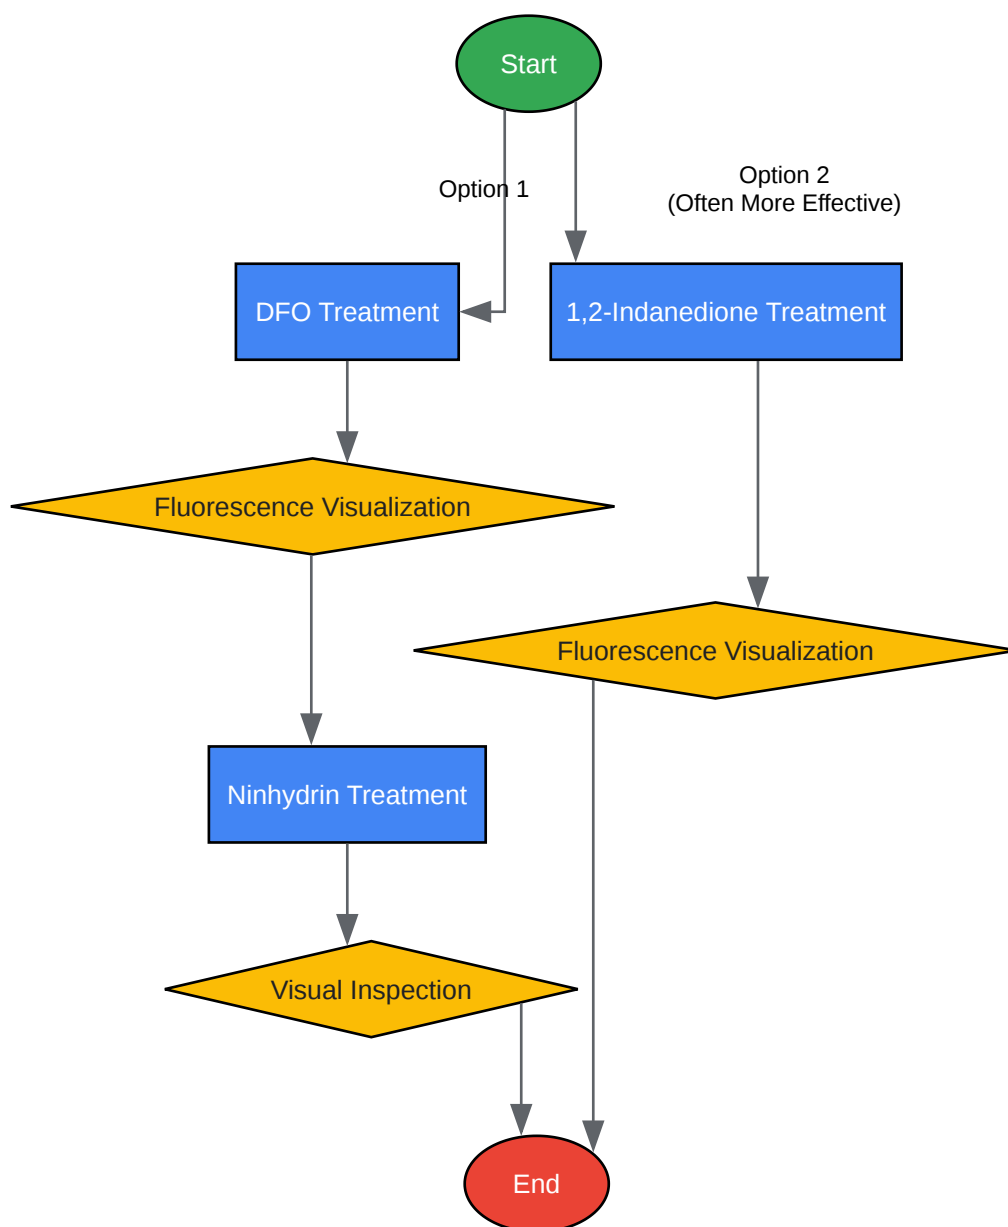 Start
Option 1
Option 2
(Often More Effective)
DFO Treatment
1,2-Indanedione Treatment
Fluorescence Visualization
Fluorescence Visualization
Ninhydrin Treatment
Visual Inspection
End